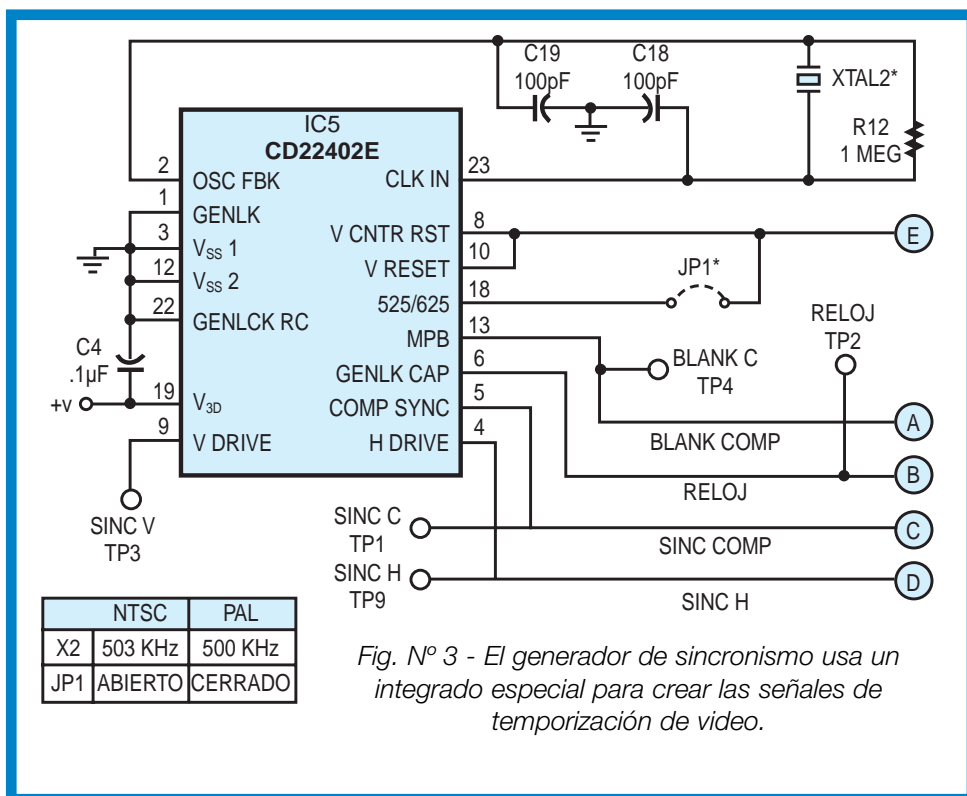 C19
100pF
C18
100pF
XTAL2*
R12
1 MEG
IC5
CD22402E
2
OSC FBK
CLK IN
23
1
GENLK
3
VSS 1
V CNTR RST
8
12
VSS 2
V RESET
10
22
GENLCK RC
525/625
18
JP1*
MPB
13
GENLK CAP
6
COMP SYNC
5
H DRIVE
4
C4
.1µF
+v
19
V3D
9
V DRIVE
SINC V
TP3
E
RELOJ
TP2
BLANK C
TP4
A
BLANK COMP
B
RELOJ
SINC C
TP1
C
SINC COMP
SINC H
TP9
D
SINC H
NTSC PAL
X2 503 KHz 500 KHz
JP1 ABIERTO CERRADO
Fig. Nº 3 - El generador de sincronismo usa un
integrado especial para crear las señales de
temporización de video.